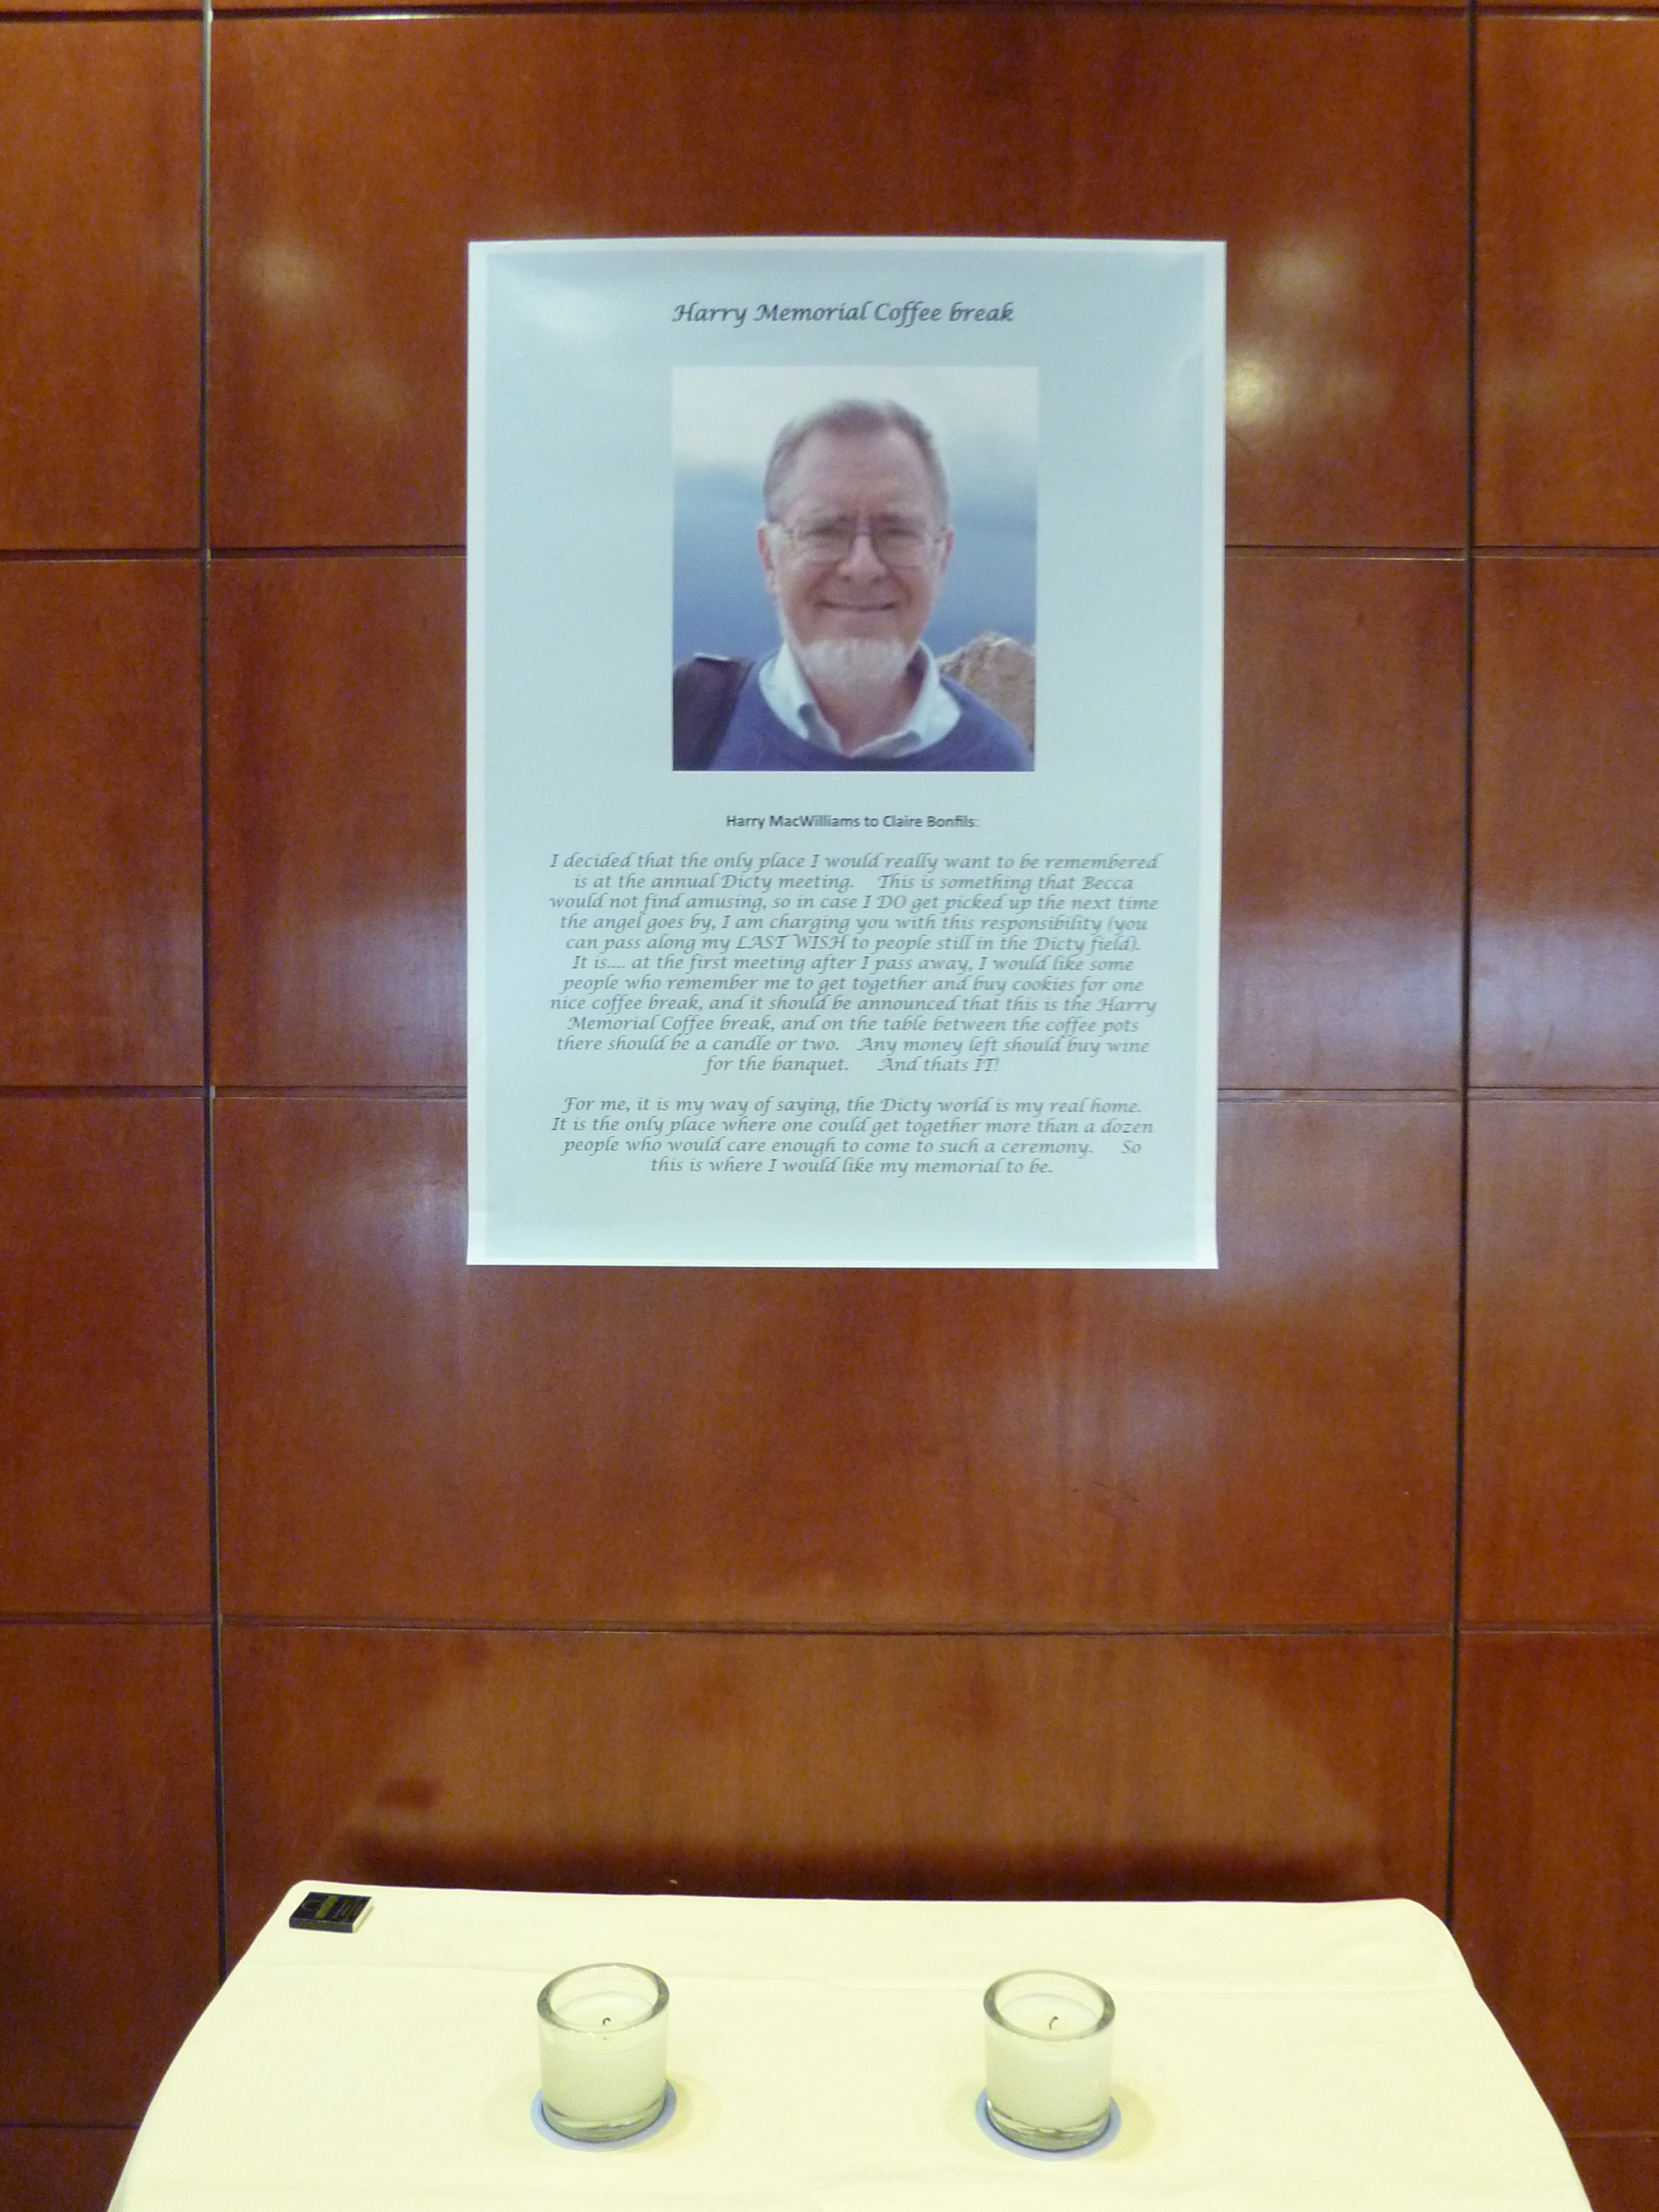 Harry Memorial Coffee break
Harry MacWilliams to Claire Bonfils:
I decided that the only place I would really want to be remembered
is at the annual Dicty meeting. This is something that Becca
would not find amusing, so in case I DO get picked up the next time
the angel goes by, I am charging you with this responsibility (you
can pass along my LAST WISH to people still in the Dicty field).
It is.... at the first meeting after I pass away, I would like some
people who remember me to get together and buy cookies for one
nice coffee break, and it should be announced that this is the Harry
Memorial Coffee break, and on the table between the coffee pots
there should be a candle or two. Any money left should buy wine
for the banquet. And thats IT!
For me, it is my way of saying, the Dicty world is my real home.
It is the only place where one could get together more than a dozen
people who would care enough to come to such a ceremony. So
this is where I would like my memorial to be.